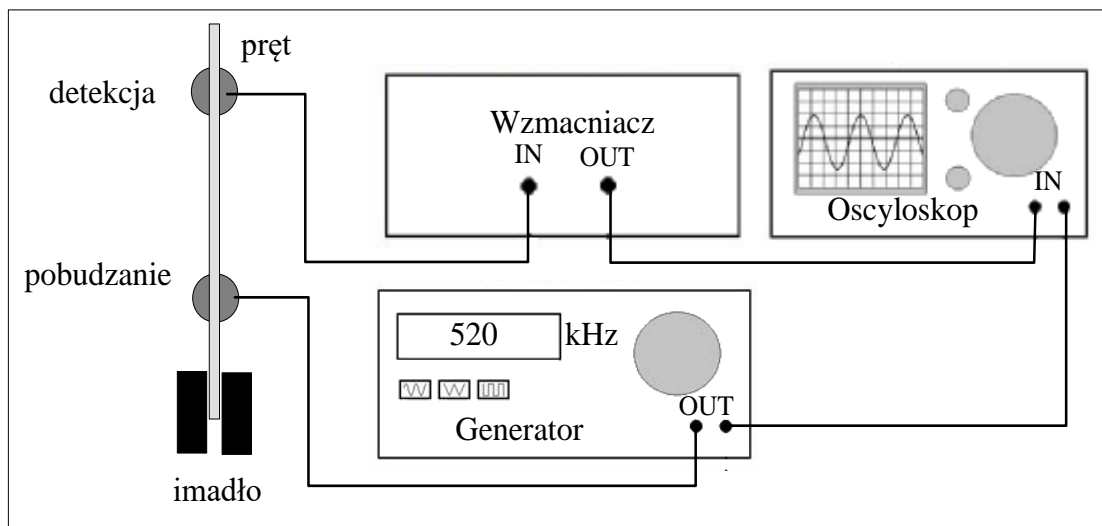 pręt
detekcja
Wzmacniacz
IN OUT
IN
Oscyloskop
pobudzanie
520 kHz
OUT
Generator
imadło